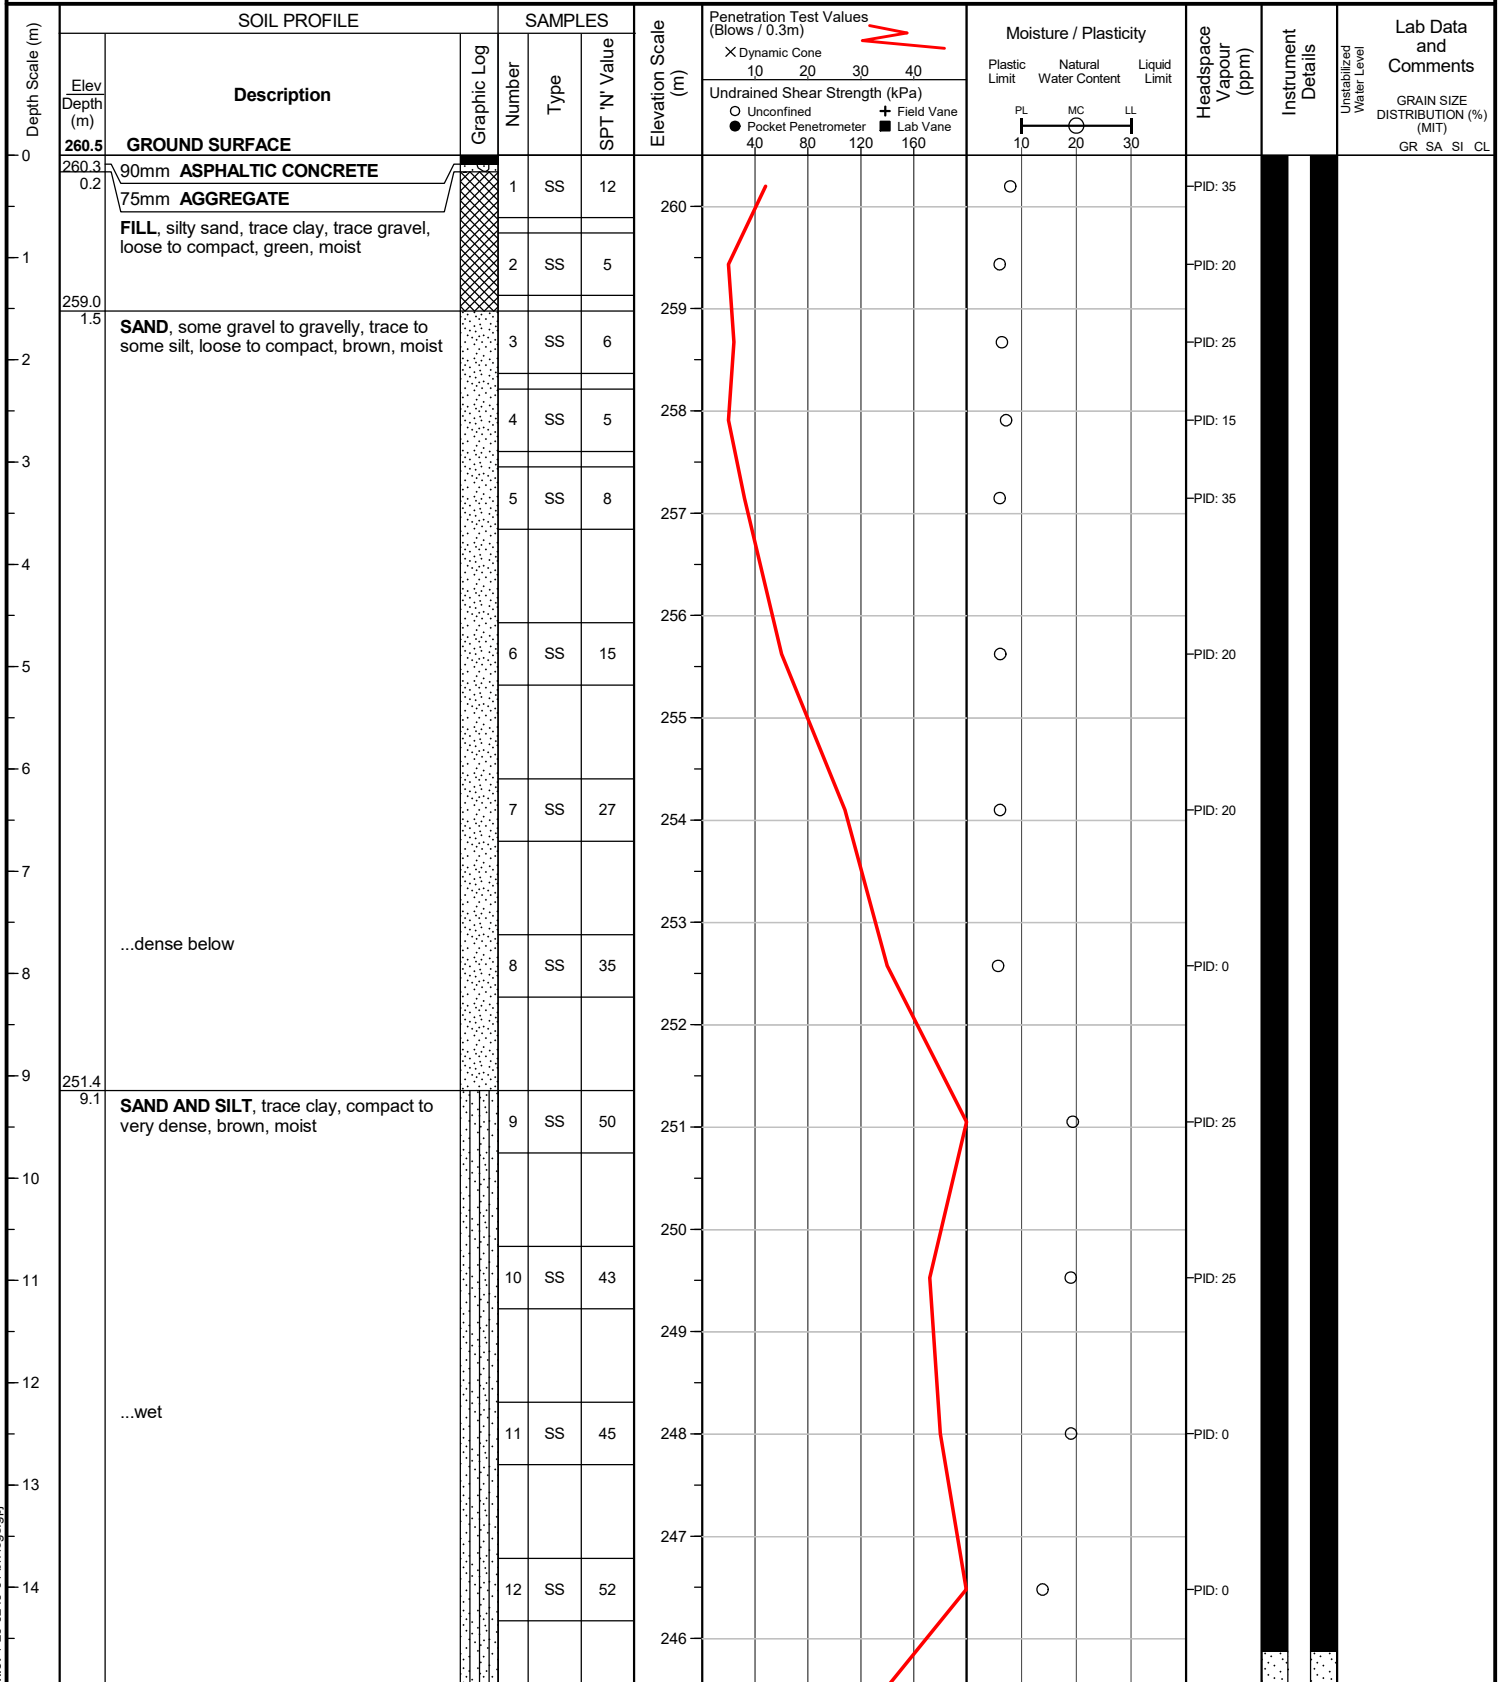 SOIL PROFILE
SAMPLES
Depth Scale (m)
Elev
Depth
(m)
Description
Graphic Log
Number
Type
SPT 'N' Value
Elevation Scale
(m)
Penetration Test Values
(Blows / 0.3m)
X Dynamic Cone
10 20 30 40
Undrained Shear Strength (kPa)
Unconfined
Field Vane
Pocket Penetrometer
Lab Vane
40 80 120 160
Moisture / Plasticity
Plastic
Limit
Natural
Water Content
Liquid
Limit
PL MC LL
10 20 30
Headspace
Vapour
(ppm)
Instrument
Details
Unstabilized
Water Level
Lab Data
and
Comments
GRAIN SIZE
DISTRIBUTION (%)
(MIT)
GR SA SI CL
260.5 GROUND SURFACE
0
260.3 90mm ASPHALTIC CONCRETE
0.2
75mm AGGREGATE
1 SS 12
PID: 35
260
FILL, silty sand, trace clay, trace gravel,
loose to compact, green, moist
1
2 SS 5
PID: 20
259.0
259
1.5
SAND, some gravel to gravelly, trace to
some silt, loose to compact, brown, moist
3 SS 6
PID: 25
2
258
4 SS 5
PID: 15
3
5 SS 8
PID: 35
257
4
256
6 SS 15
PID: 20
5
255
6
7 SS 27
PID: 20
254
7
253
...dense below
8 SS 35
PID: 0
8
252
9
251.4
9.1
SAND AND SILT, trace clay, compact to
very dense, brown, moist
9 SS 50
PID: 25
251
10
250
11
10 SS 43
PID: 25
249
12
...wet
11 SS 45
248
PID: 0
13
247
14
12 SS 52
PID: 0
246